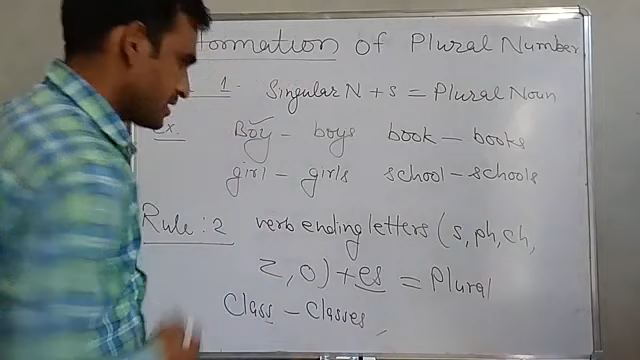 formation of Plural Number
1. Singular N + s = Plural Noun
Ex. Boy - boys book - books
girl - girls school - schools
Rule : 2 verb ending letters (s, ph, ch,
z, o) + es = Plural
Class - Classes,